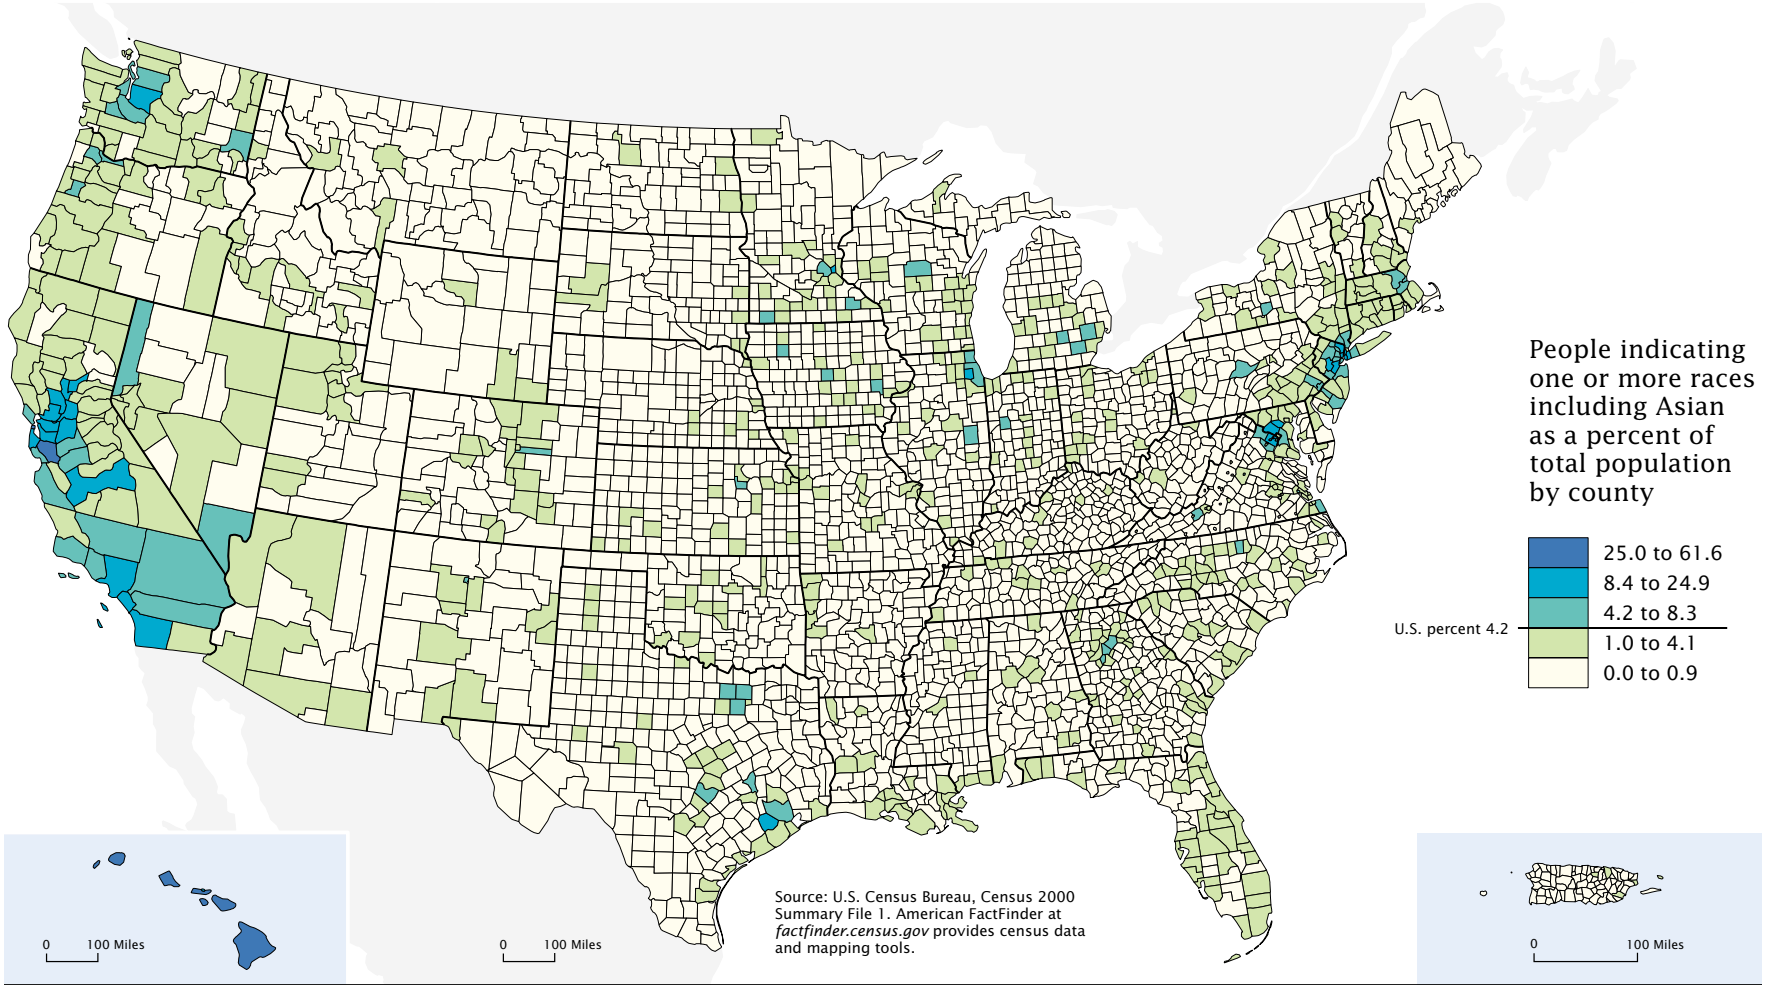 People indicating
one or more races
including Asian
as a percent of
total population
by county
25.0 to 61.6
8.4 to 24.9
4.2 to 8.3
U.S. percent 4.2
1.0 to 4.1
0.0 to 0.9
Source: U.S. Census Bureau, Census 2000
Summary File 1. American FactFinder at
factfinder.census.gov provides census data
and mapping tools.
0 100 Miles
0 100 Miles
0 100 Miles